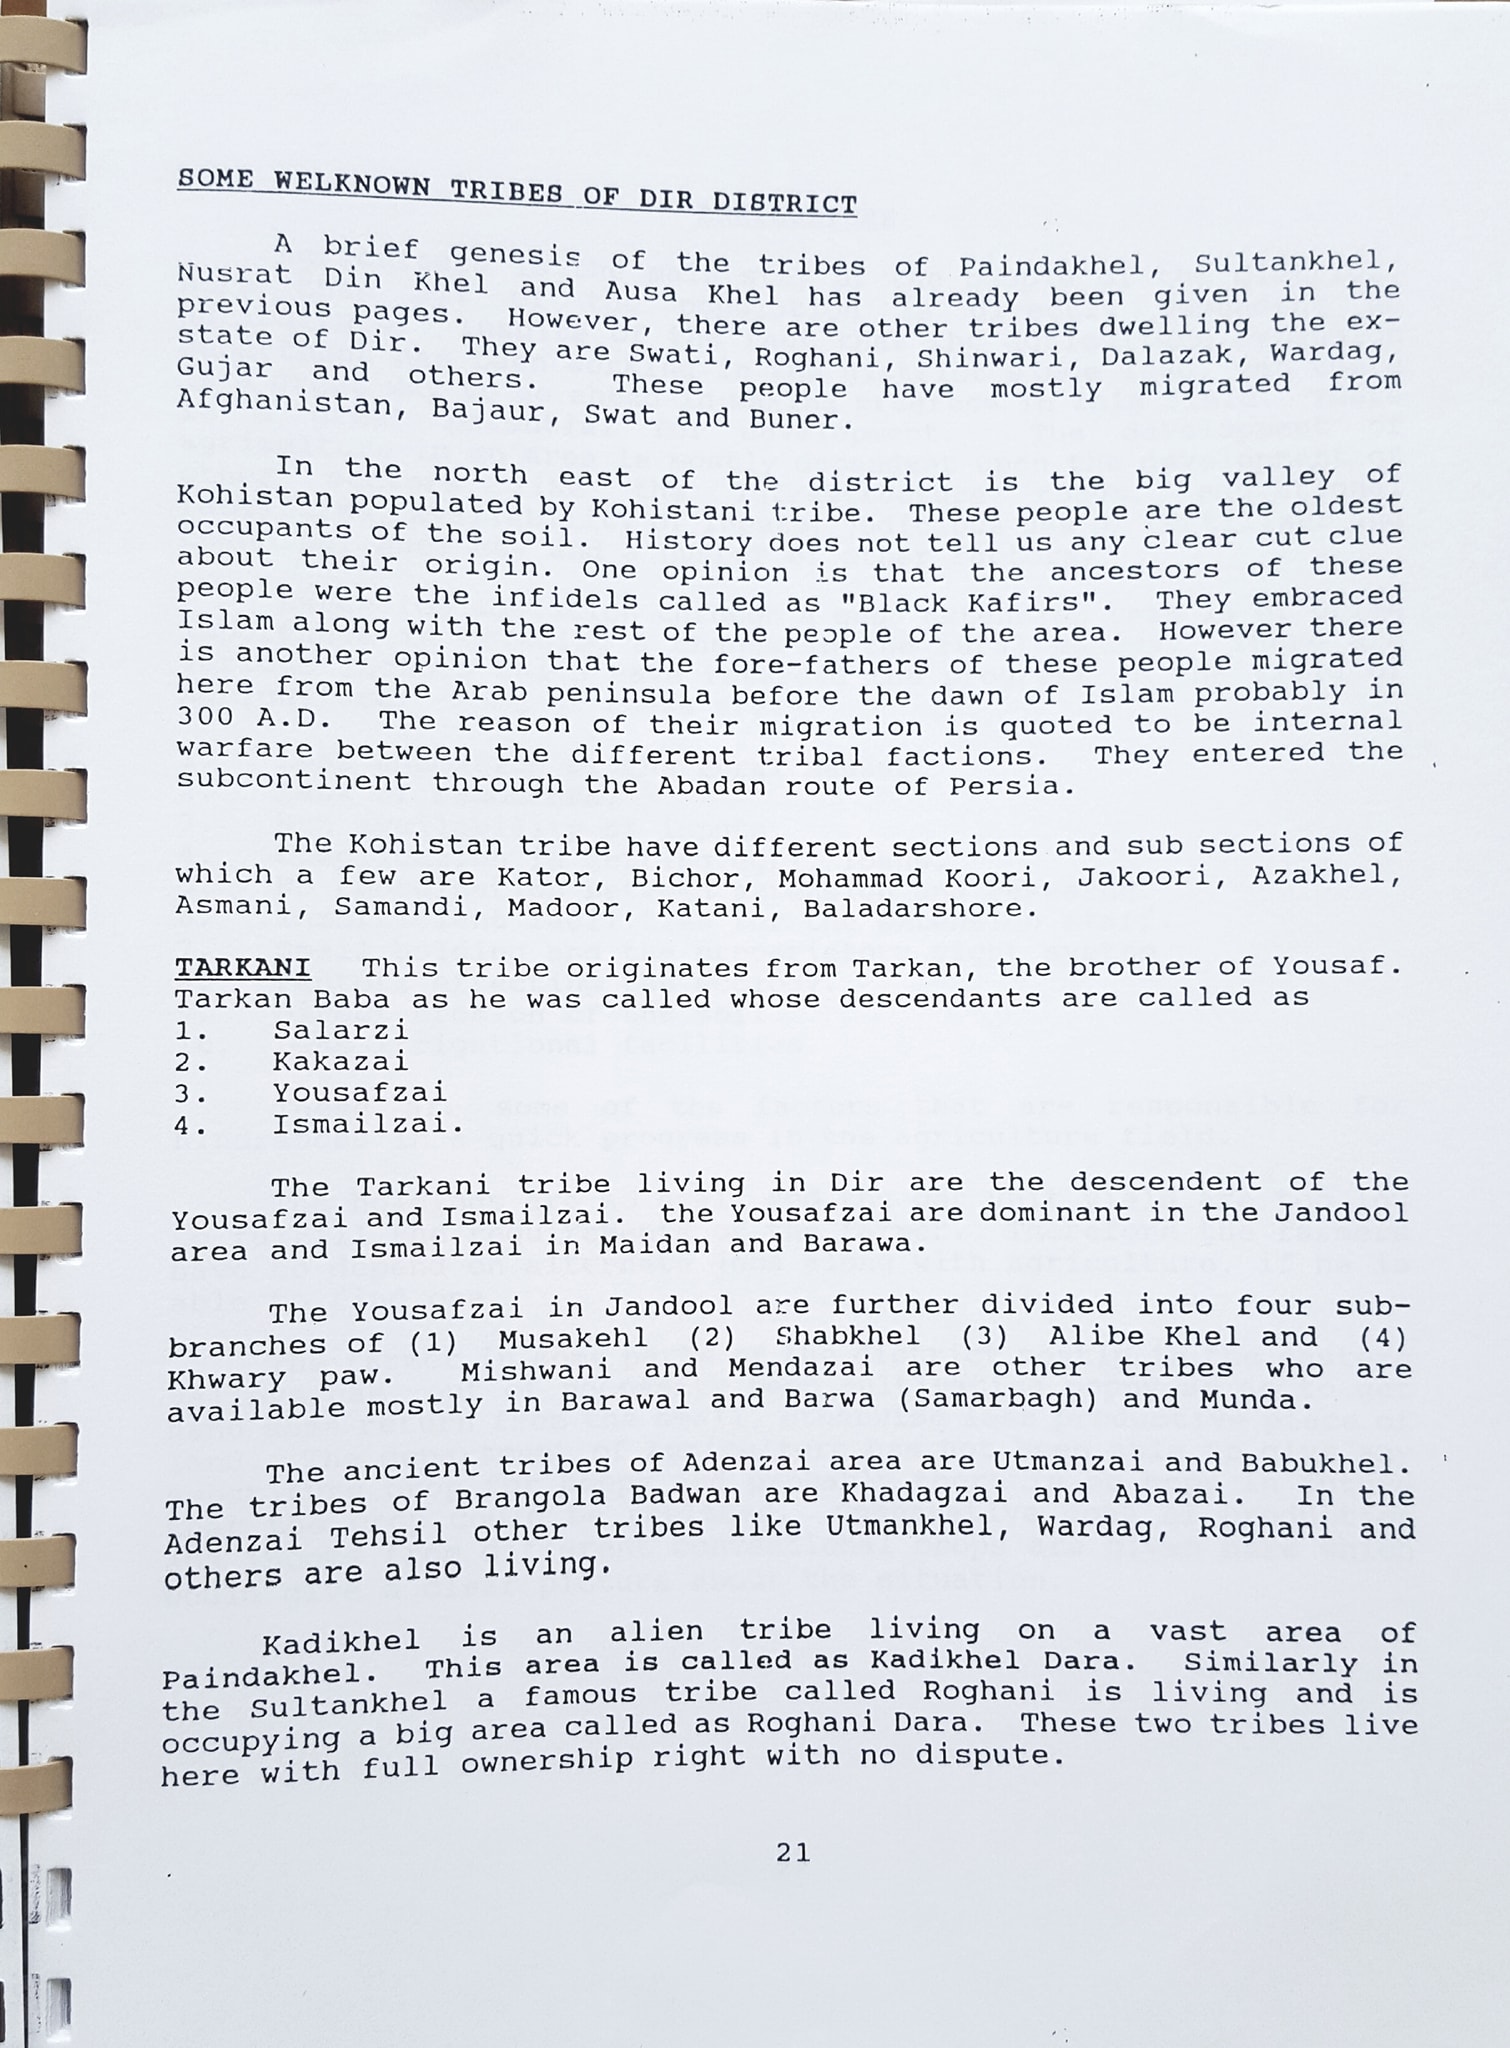 SOME WELKNOWN TRIBES OF DIR DISTRICT
A brief genesis of the tribes of Paindakhel, Sultankhel,
Nusrat Din Khel and Ausa Khel has already been given in the
previous pages. However, there are other tribes dwelling the ex-
state of Dir. They are Swati, Roghani, Shinwari, Dalazak, Wardag,
Gujar and others. These people have mostly migrated from
Afghanistan, Bajaur, Swat and Buner.
In the north east of the district is the big valley of
Kohistan populated by Kohistani tribe. These people are the oldest
occupants of the soil. History does not tell us any clear cut clue
about their origin. One opinion is that the ancestors of these
people were the infidels called as "Black Kafirs". They embraced
Islam along with the rest of the people of the area. However there
is another opinion that the fore-fathers of these people migrated
here from the Arab peninsula before the dawn of Islam probably in
300 A.D. The reason of their migration is quoted to be internal
warfare between the different tribal factions. They entered the
subcontinent through the Abadan route of Persia.
The Kohistan tribe have different sections and sub sections of
which a few are Kator, Bichor, Mohammad Koori, Jakoori, Azakhel,
Asmani, Samandi, Madoor, Katani, Baladarshore.
TARKANI This tribe originates from Tarkan, the brother of Yousaf.
Tarkan Baba as he was called whose descendants are called as
1. Salarzi
2. Kakazai
3. Yousafzai
4. Ismailzai.
The Tarkani tribe living in Dir are the descendent of the
Yousafzai and Ismailzai. the Yousafzai are dominant in the Jandool
area and Ismailzai in Maidan and Barawa.
The Yousafzai in Jandool are further divided into four sub-
branches of (1) Musakehl (2) Shabkhel (3) Alibe Khel and (4)
Khwary paw. Mishwani and Mendazai are other tribes who are
available mostly in Barawal and Barwa (Samarbagh) and Munda.
The ancient tribes of Adenzai area are Utmanzai and Babukhel.
The tribes of Brangola Badwan are Khadagzai and Abazai. In the
Adenzai Tehsil other tribes like Utmankhel, Wardag, Roghani and
others are also living.
Kadikhel is an alien tribe living on a vast area of
Paindakhel. This area is called as Kadikhel Dara. Similarly in
the Sultankhel a famous tribe called Roghani is living and is
occupying a big area called as Roghani Dara. These two tribes live
here with full ownership right with no dispute.
21